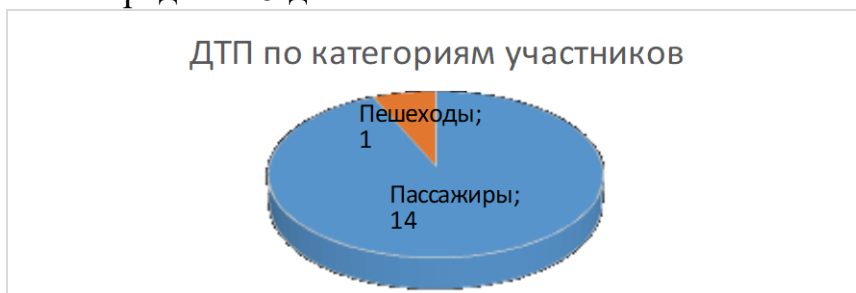 ДТП по категориям участников
Пешеходы;
1
Пассажиры;
14